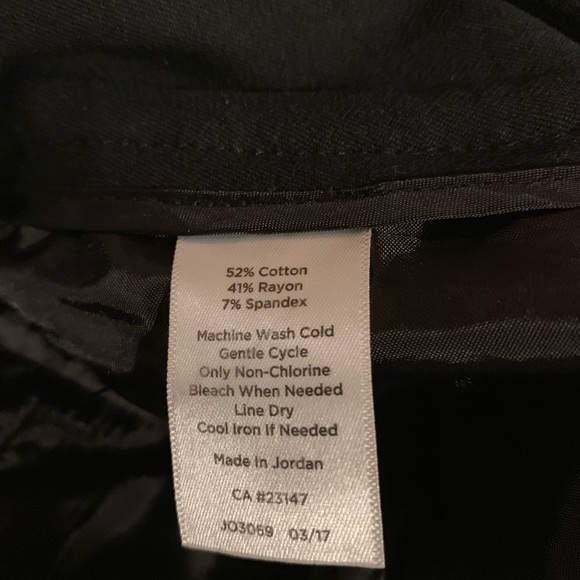 52% Cotton
41% Rayon
7% Spandex
Machine Wash Cold
Gentle Cycle
Only Non-Chlorine
Bleach When Needed
Line Dry
Cool Iron If Needed
Made In Jordan
CA #23147
JO3069 03/17